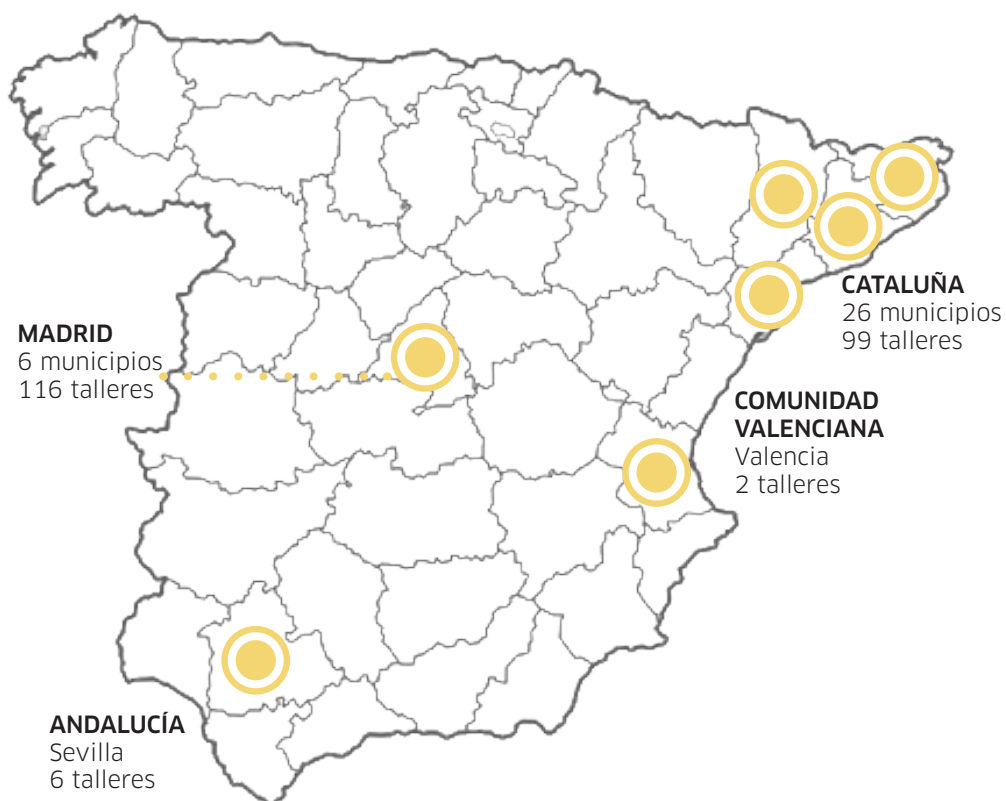 MADRID
6 municipios
116 talleres
CATALUÑA
26 municipios
99 talleres
COMUNIDAD
VALENCIANA
Valencia
2 talleres
ANDALUCÍA
Sevilla
6 talleres